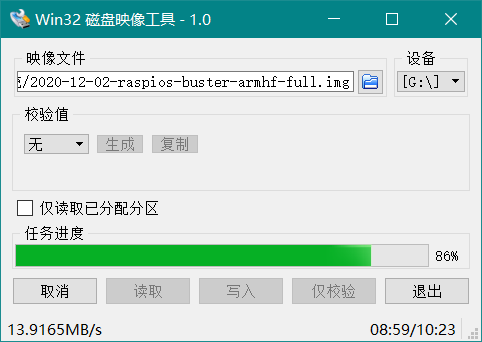 Win32 磁盘映像工具 - 1.0
映像文件
设备
/2020-12-02-raspios-buster-armhf-full.img
[G:\]
校验值
无
生成
复制
仅读取已分配分区
任务进度
86%
取消
读取
写入
仅校验
退出
13.9165MB/s
08:59/10:23